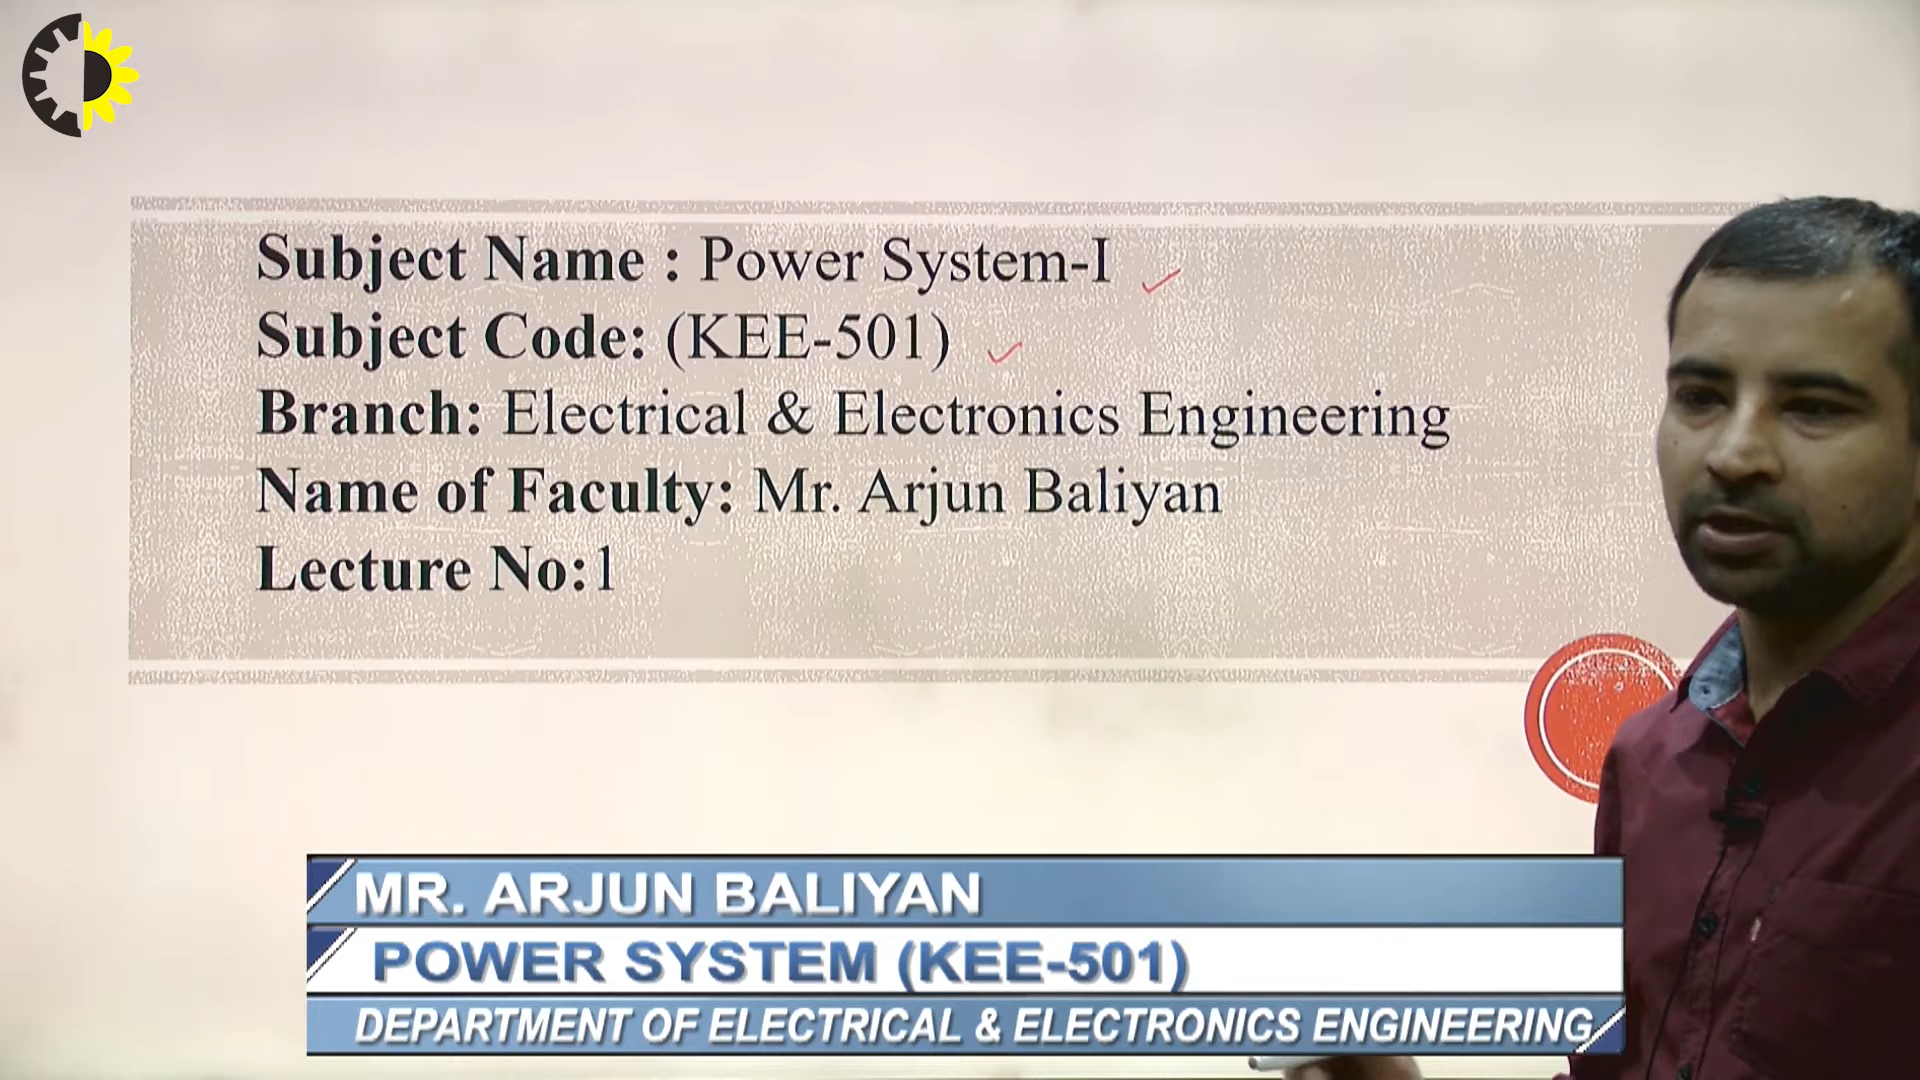 Subject Name : Power System-I
Subject Code: (KEE-501)
Branch: Electrical & Electronics Engineering
Name of Faculty: Mr. Arjun Baliyan
Lecture No:1
MR. ARJUN BALIYAN
POWER SYSTEM (KEE-501)
DEPARTMENT OF ELECTRICAL & ELECTRONICS ENGINEERING